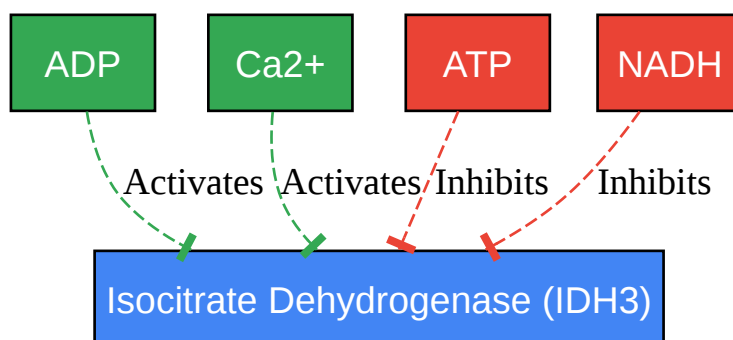 ADP
Ca2+
ATP
NADH
Activates
Activates
Inhibits
Inhibits
Isocitrate Dehydrogenase (IDH3)